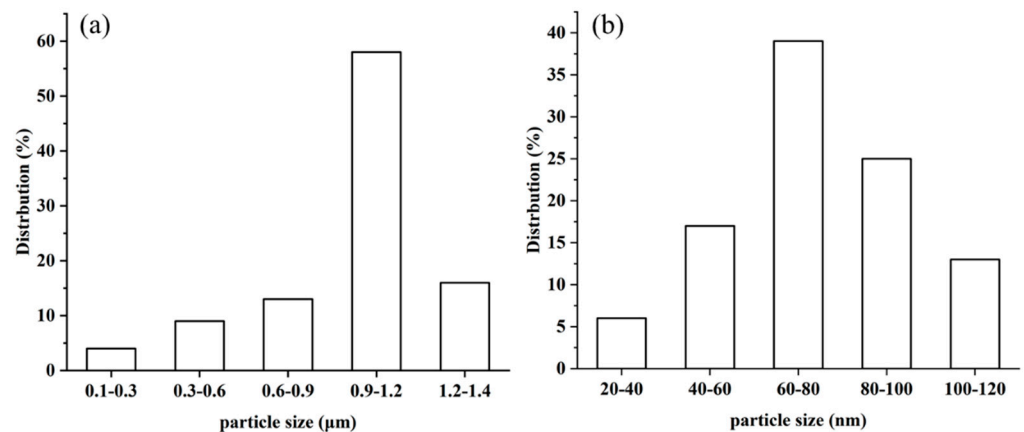 (a)
Distrbution (%)
60
50
40
30
20
10
0
0.1-0.3 0.3-0.6 0.6-0.9 0.9-1.2 1.2-1.4
particle size (μm)
(b)
Distrbution (%)
40
35
30
25
20
15
10
5
0
20-40 40-60 60-80 80-100 100-120
particle size (nm)